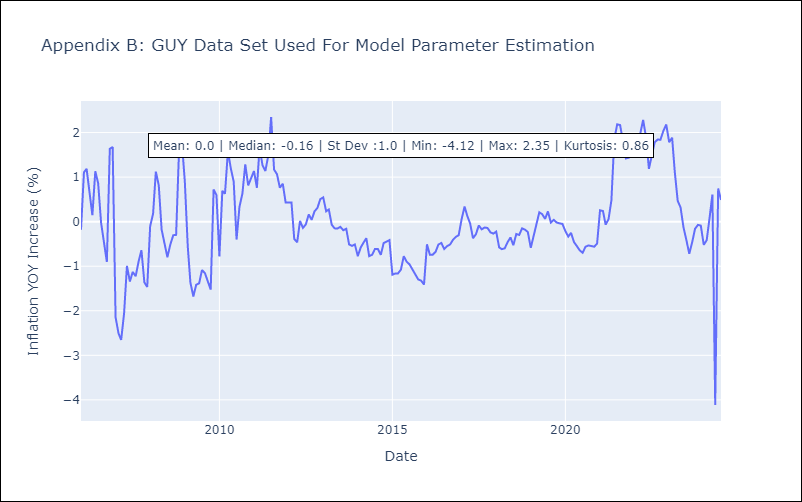 Appendix B: GUY Data Set Used For Model Parameter Estimation
Mean: 0.0 | Median: -0.16 | St Dev :1.0 | Min: -4.12 | Max: 2.35 | Kurtosis: 0.86
Inflation YOY Increase (%)
2
1
0
−1
−2
−3
−4
2010
2015
2020
Date